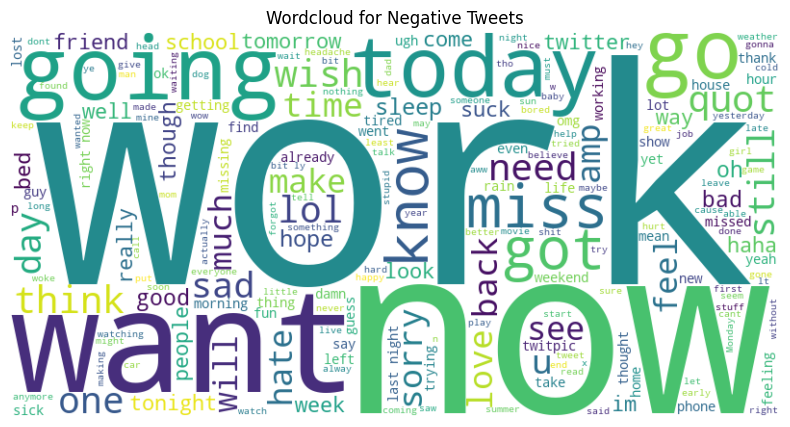 Wordcloud for Negative Tweets
work
now
want
going
today
go
got
miss
know
need
quot
still
wish
time
think
make
lol
hope
sad
much
day
one
will
hate
sorry
back
love
see
u
feel
im
amp
way
bad
oh
haha
lost
dont
head
friend
school
tomorrow
ugh
come
night
twitter
nice
hey
gonna
weather
thank
cold
hour
house
lot
show
yet
yesterday
great
job
late
girl
game
leave
cause
able
done
missed
mean
hurt
yeah
gone
lt
new
first
seem
stuff
cant
Monday
without
found
ye
give
man
waiting
ok
dog
wait
headache
bit
nothing
dad
hear
tho
someone
sun
bored
must
w
baby
working
well
getting
though
find
sleep
tired
went
suck
omg
help
tried
may
least
talk
even
aww
believe
life
maybe
rain
keep
made
mine
wow
wanted
right now
missing
already
bit ly
tell
forgot
something
year
stupid
bed
guy
p
long
mom
call
really
actually
everyone
put
soon
woke
good
morning
look
hard
happy
better
movie
shit
try
weekend
home
sure
people
thing
fun
little
damn
never
guess
live
say
left
alway
last night
trying
n
play
start
twitpic
tweet
end
x
read
take
i thought
phone
let
early
feeling
right
said
watching
might
car
making
anymore
sick
tonight
watch
week
coming
saw
summer